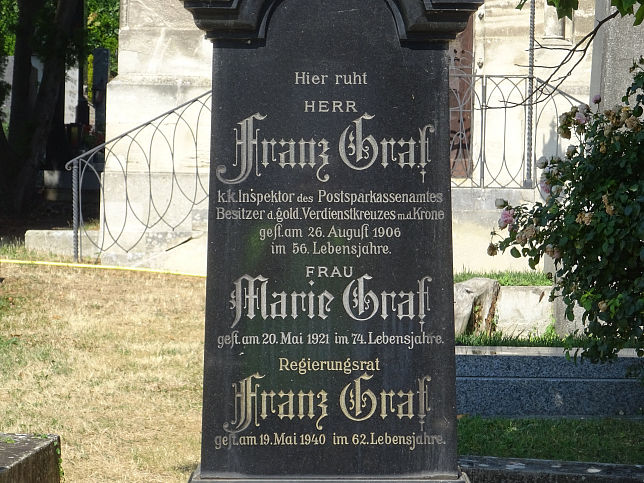 Hier ruht
HERR
Franz Graf
k.k. Inspektor des Postsparkassenamtes
Besitzer d. gold. Verdienstkreuzes m.d. Krone
gest. am 26. August 1906
im 56. Lebensjahre.
FRAU
Marie Graf
gest. am 20. Mai 1921 im 74. Lebensjahre.
Regierungsrat
Franz Graf
gest. am 19. Mai 1940 im 62. Lebensjahre.